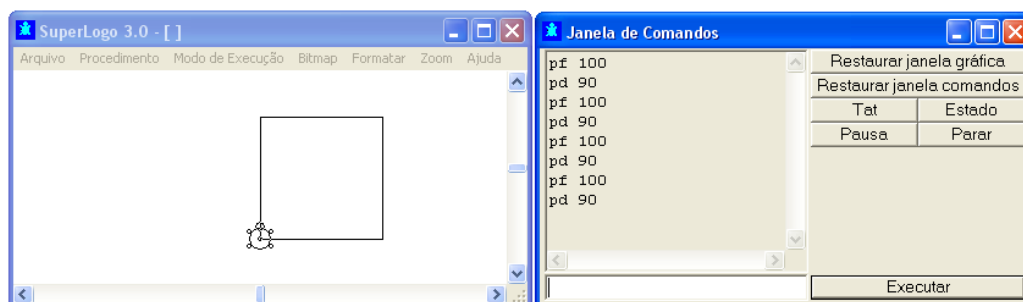 SuperLogo 3.0 - [ ]
Arquivo Procedimento Modo de Execução Bitmap Formatar Zoom Ajuda
Janela de Comandos
pf 100
pd 90
pf 100
pd 90
pf 100
pd 90
pf 100
pd 90
Restaurar janela gráfica
Restaurar janela comandos
Tat Estado
Pausa Parar
Executar